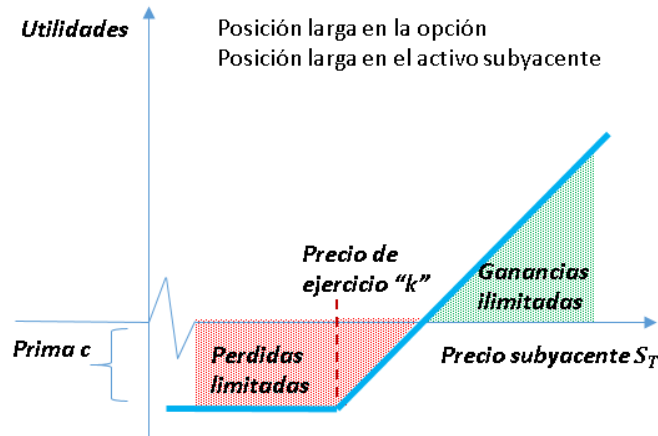 Utilidades
Posición larga en la opción
Posición larga en el activo subyacente
Precio de
ejercicio “k”
Ganancias
ilimitadas
Prima c
Perdidas
limitadas
Precio subyacente S_T